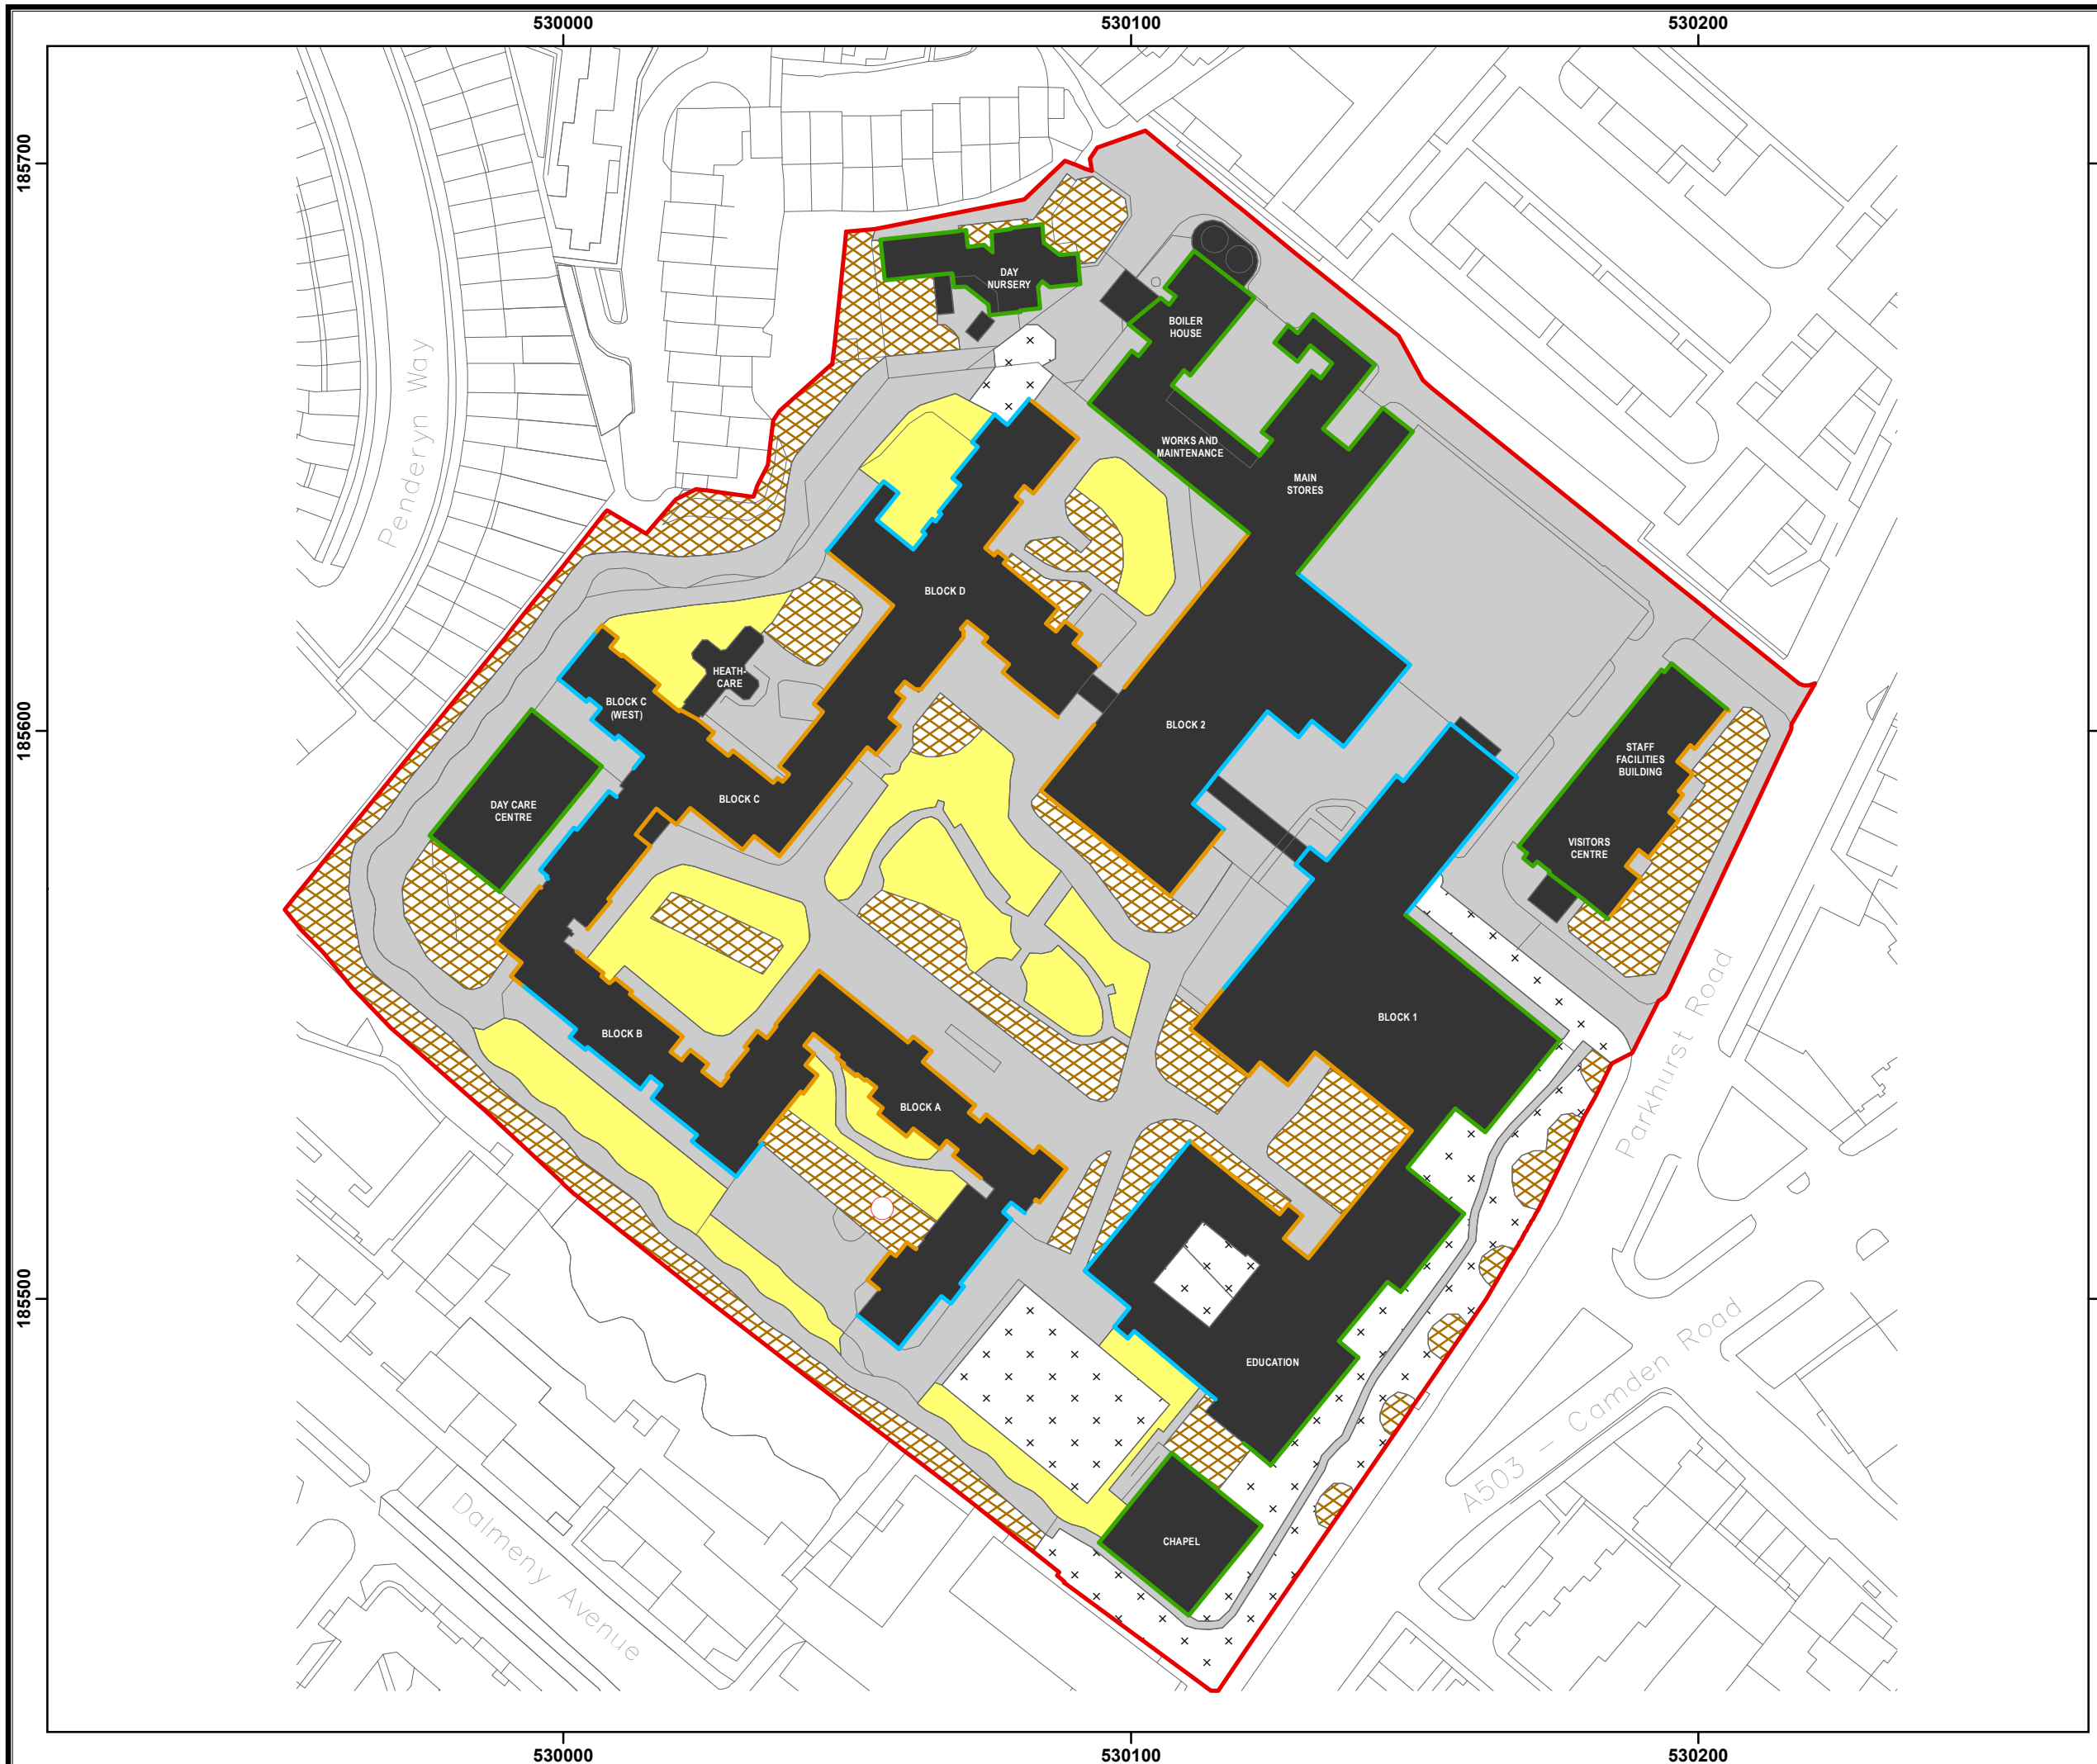 530000
530100
530200
185700
Penderyn Way
DAY
NURSERY
BOILER
HOUSE
WORKS AND
MAINTENANCE
MAIN
STORES
BLOCK D
HEATH-
CARE
BLOCK C
(WEST)
185600
BLOCK 2
STAFF
FACILITIES
BUILDING
DAY CARE
CENTRE
BLOCK C
VISITORS
CENTRE
BLOCK B
BLOCK 1
Parkhurst Road
BLOCK A
185500
EDUCATION
A503 – Camden Road
CHAPEL
Dalmeny Avenue
530000
530100
530200